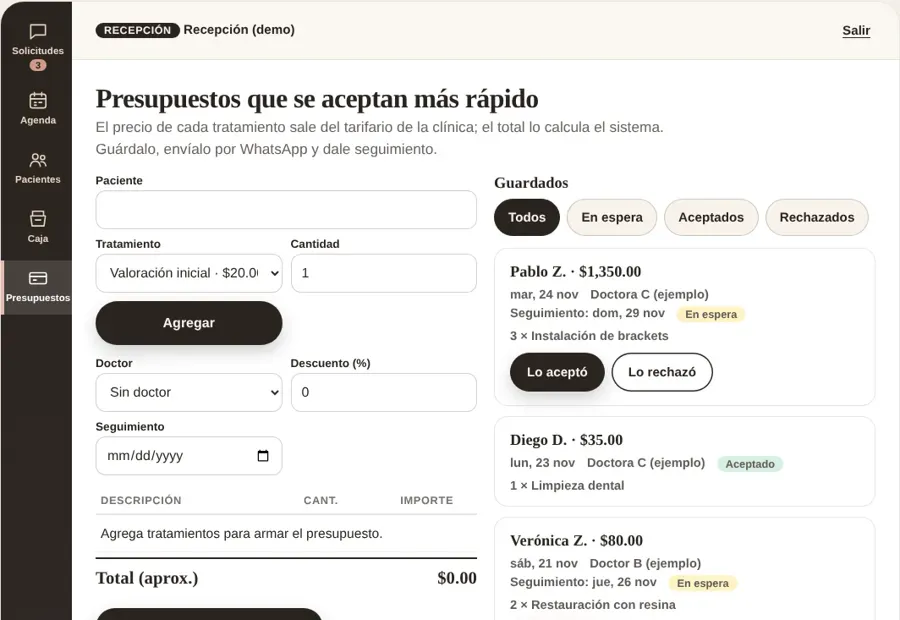 Solicitudes
3
Agenda
Pacientes
Caja
Presupuestos
RECEPCIÓN Recepción (demo)
Salir
Presupuestos que se aceptan más rápido
El precio de cada tratamiento sale del tarifario de la clínica; el total lo calcula el sistema.
Guárdalo, envíalo por WhatsApp y dale seguimiento.
Paciente
Tratamiento Cantidad
Valoración inicial · $20.00 1
Agregar
Doctor Descuento (%)
Sin doctor 0
Seguimiento
mm/dd/yyyy
DESCRIPCIÓN CANT. IMPORTE
Agrega tratamientos para armar el presupuesto.
Total (aprox.) $0.00
Guardados
Todos En espera Aceptados Rechazados
Pablo Z. · $1,350.00
mar, 24 nov Doctora C (ejemplo)
Seguimiento: dom, 29 nov En espera
3 × Instalación de brackets
Lo aceptó Lo rechazó
Diego D. · $35.00
lun, 23 nov Doctora C (ejemplo) Aceptado
1 × Limpieza dental
Verónica Z. · $80.00
sáb, 21 nov Doctor B (ejemplo)
Seguimiento: jue, 26 nov En espera
2 × Restauración con resina